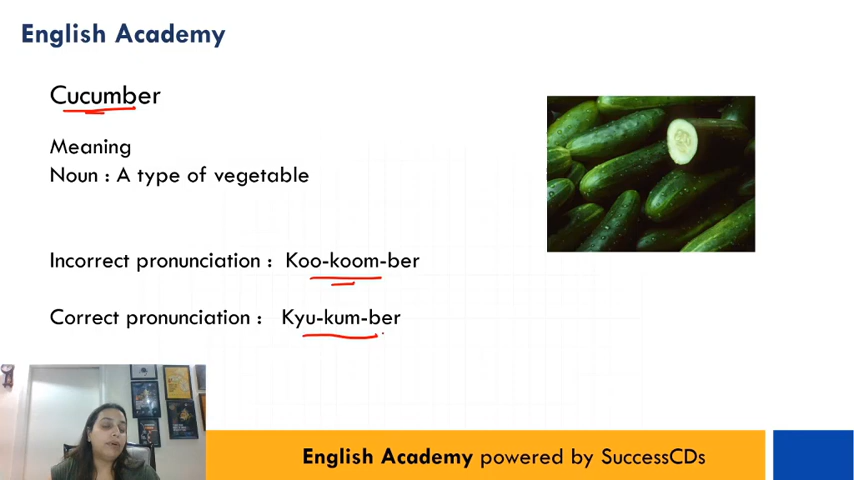 English Academy
Cucumber
Meaning
Noun : A type of vegetable
Incorrect pronunciation : Koo-koom-ber
Correct pronunciation : Kyu-kum-ber
English Academy powered by SuccessCDs